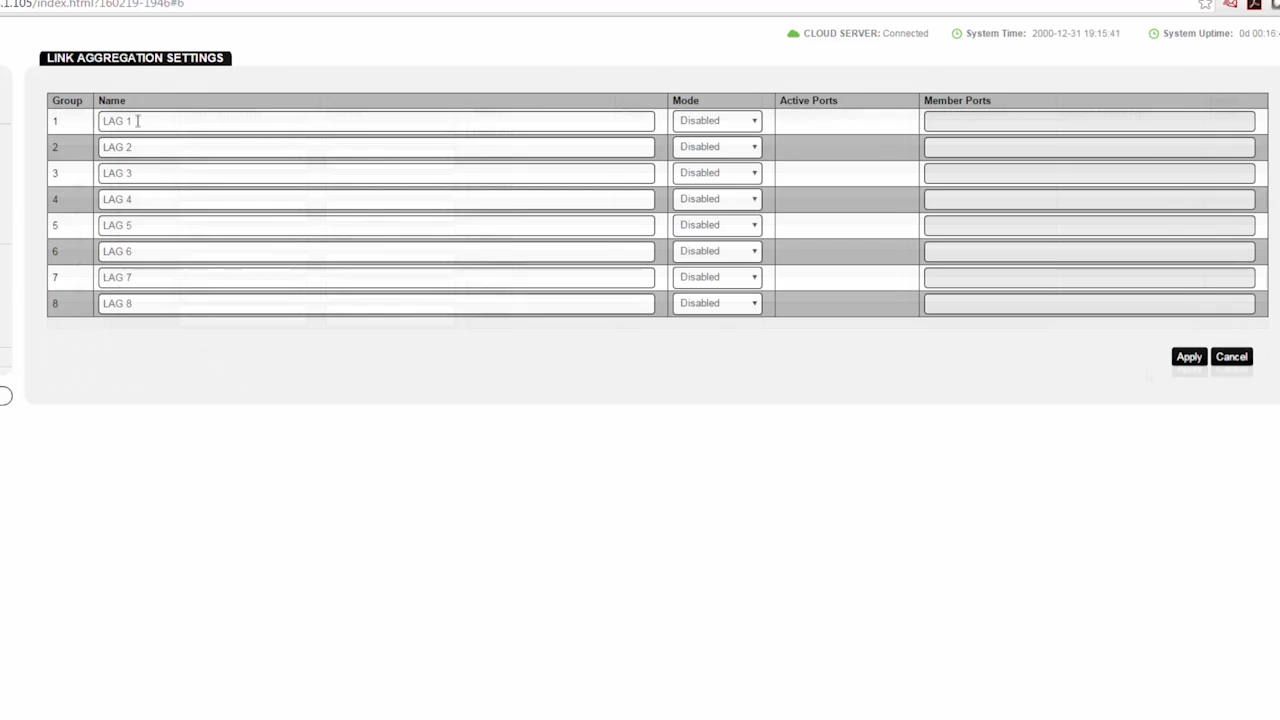 .1.105/index.html?160219-1946#6
CLOUD SERVER: Connected System Time: 2000-12-31 19:15:41 System Uptime: 0d 00:16:
LINK AGGREGATION SETTINGS
Group Name Mode Active Ports Member Ports
1 LAG 1 Disabled
2 LAG 2 Disabled
3 LAG 3 Disabled
4 LAG 4 Disabled
5 LAG 5 Disabled
6 LAG 6 Disabled
7 LAG 7 Disabled
8 LAG 8 Disabled
Apply Cancel